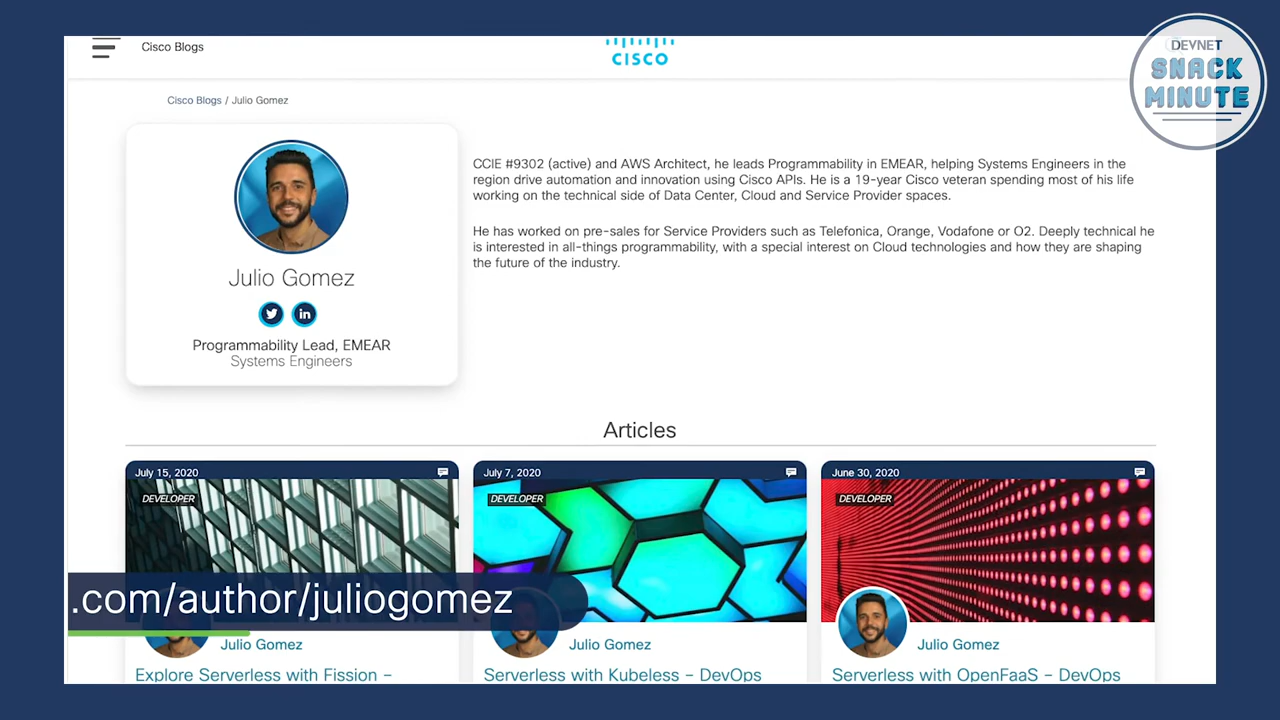 Cisco Blogs
CISCO
DEVNET
SNACK
MINUTE
Cisco Blogs / Julio Gomez
CCIE #9302 (active) and AWS Architect, he leads Programmability in EMEAR, helping Systems Engineers in the
region drive automation and innovation using Cisco APIs. He is a 19-year Cisco veteran spending most of his life
working on the technical side of Data Center, Cloud and Service Provider spaces.
He has worked on pre-sales for Service Providers such as Telefonica, Orange, Vodafone or O2. Deeply technical he
is interested in all-things programmability, with a special interest on Cloud technologies and how they are shaping
the future of the industry.
Julio Gomez
in
Programmability Lead, EMEAR
Systems Engineers
Articles
July 15, 2020
DEVELOPER
Julio Gomez
Explore Serverless with Fission –
July 7, 2020
DEVELOPER
Julio Gomez
Serverless with Kubeless – DevOps
June 30, 2020
DEVELOPER
Julio Gomez
Serverless with OpenFaaS – DevOps
.com/author/juliogomez